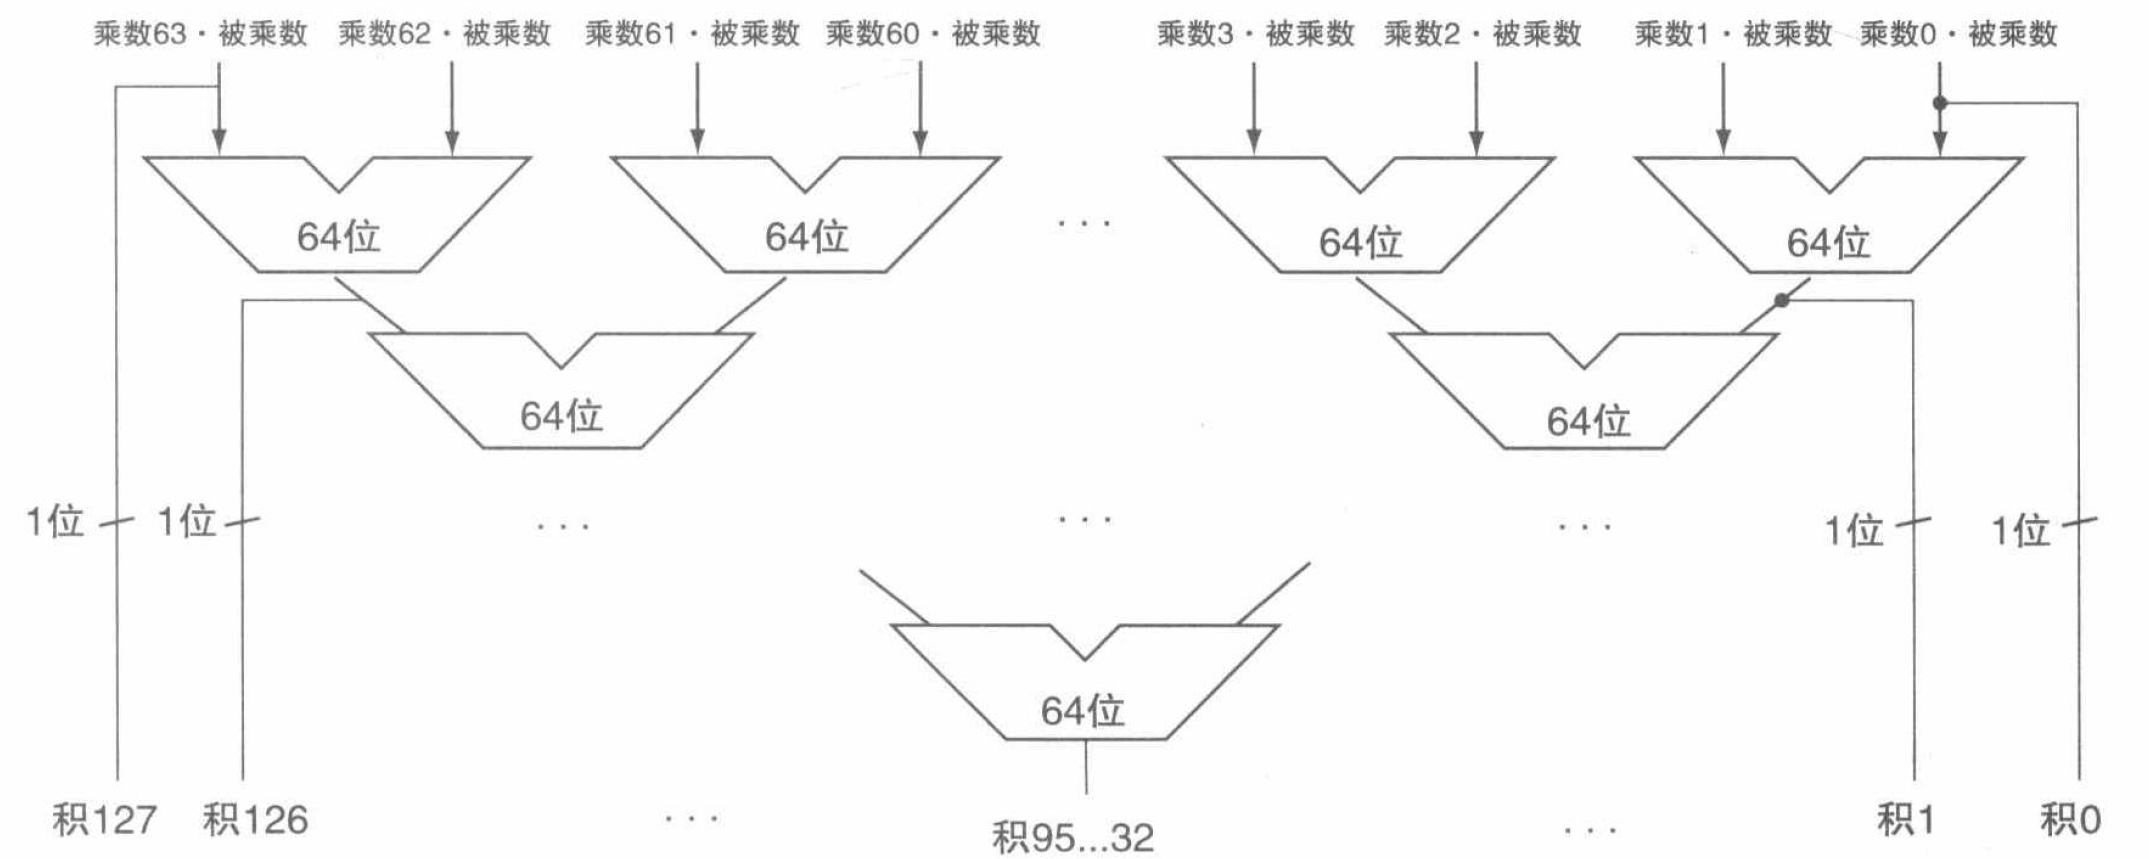 乘数63·被乘数 乘数62·被乘数 乘数61·被乘数 乘数60·被乘数 乘数3·被乘数 乘数2·被乘数 乘数1·被乘数 乘数0·被乘数
64位 64位 ... 64位 64位
64位 64位
1位 1位 ... ... ... 1位 1位
64位
积127 积126 ... 积95...32 ... 积1 积0